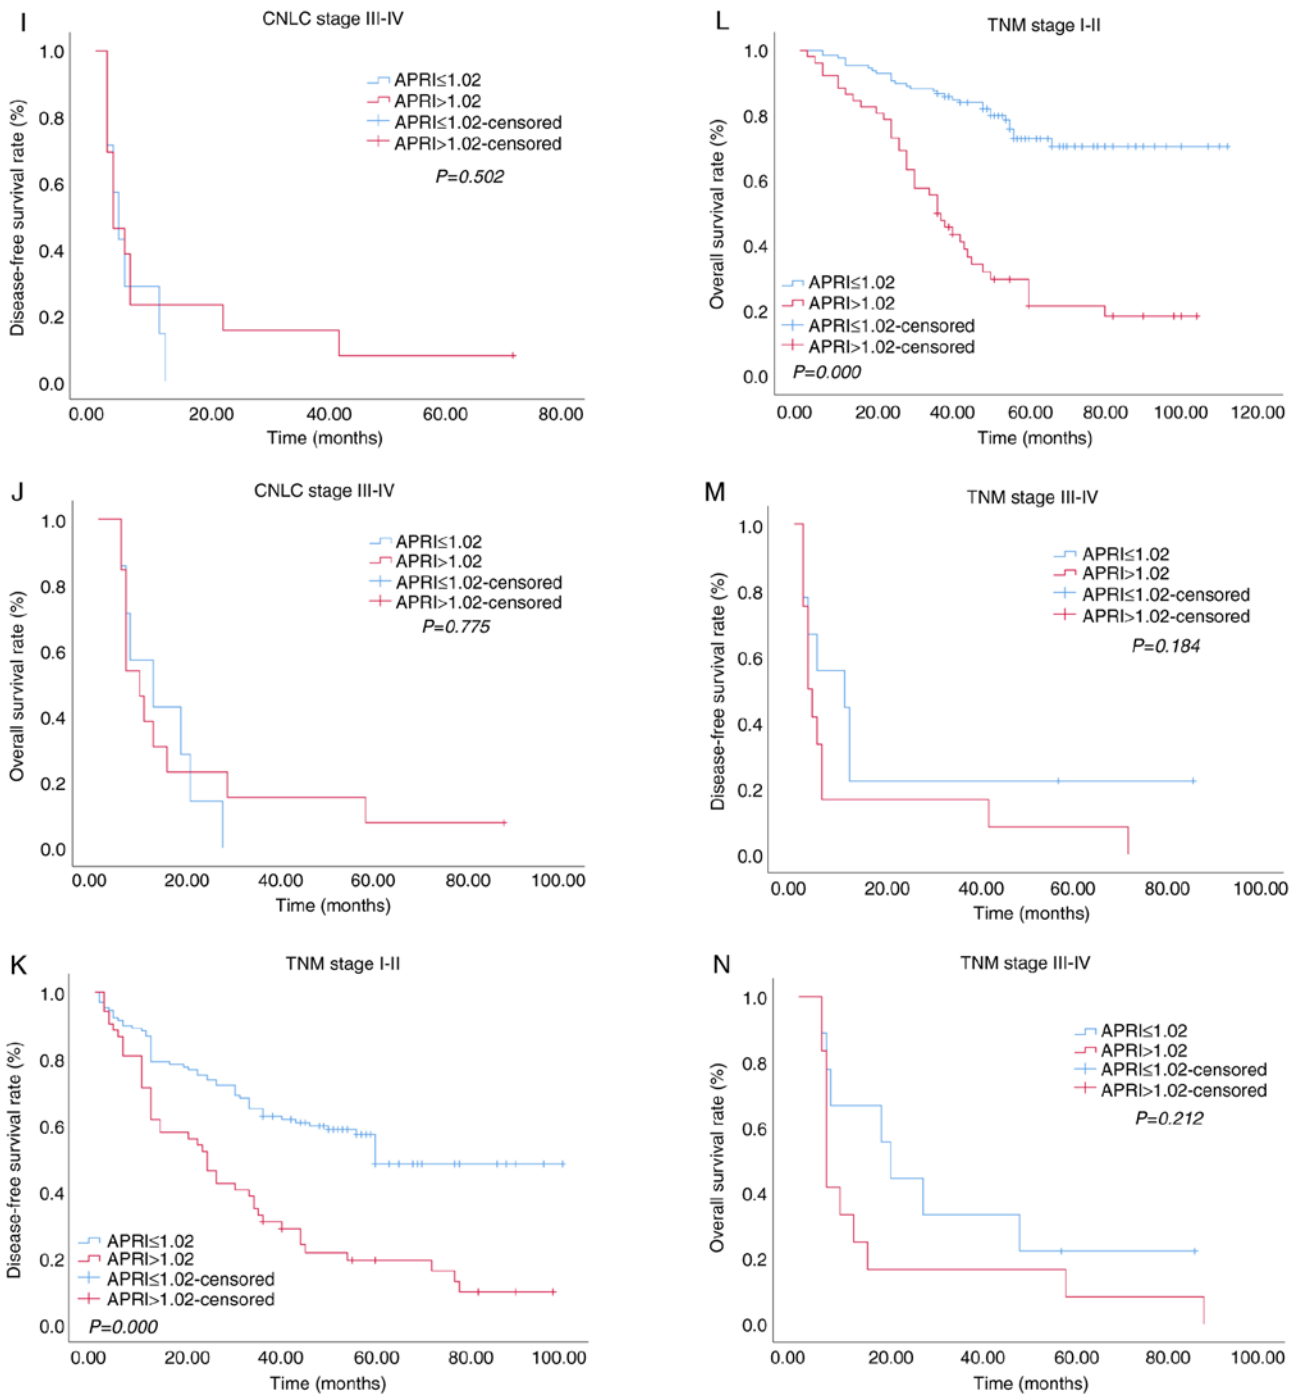 I
CNLC stage III-IV
Disease-free survival rate (%)
1.0
0.8
0.6
0.4
0.2
0.0
APRI≤1.02
APRI>1.02
APRI≤1.02-censored
APRI>1.02-censored
P=0.502
0.00 20.00 40.00 60.00 80.00
Time (months)
L
TNM stage I-II
Overall survival rate (%)
1.0
0.8
0.6
0.4
0.2
0.0
APRI≤1.02
APRI>1.02
APRI≤1.02-censored
APRI>1.02-censored
P=0.000
0.00 20.00 40.00 60.00 80.00 100.00 120.00
Time (months)
J
CNLC stage III-IV
Overall survival rate (%)
1.0
0.8
0.6
0.4
0.2
0.0
APRI≤1.02
APRI>1.02
APRI≤1.02-censored
APRI>1.02-censored
P=0.775
0.00 20.00 40.00 60.00 80.00 100.00
Time (months)
M
TNM stage III-IV
Disease-free survival rate (%)
1.0
0.8
0.6
0.4
0.2
0.0
APRI≤1.02
APRI>1.02
APRI≤1.02-censored
APRI>1.02-censored
P=0.184
0.00 20.00 40.00 60.00 80.00 100.00
Time (months)
K
TNM stage I-II
Disease-free survival rate (%)
1.0
0.8
0.6
0.4
0.2
0.0
APRI≤1.02
APRI>1.02
APRI≤1.02-censored
APRI>1.02-censored
P=0.000
0.00 20.00 40.00 60.00 80.00 100.00
Time (months)
N
TNM stage III-IV
Overall survival rate (%)
1.0
0.8
0.6
0.4
0.2
0.0
APRI≤1.02
APRI>1.02
APRI≤1.02-censored
APRI>1.02-censored
P=0.212
0.00 20.00 40.00 60.00 80.00 100.00
Time (months)